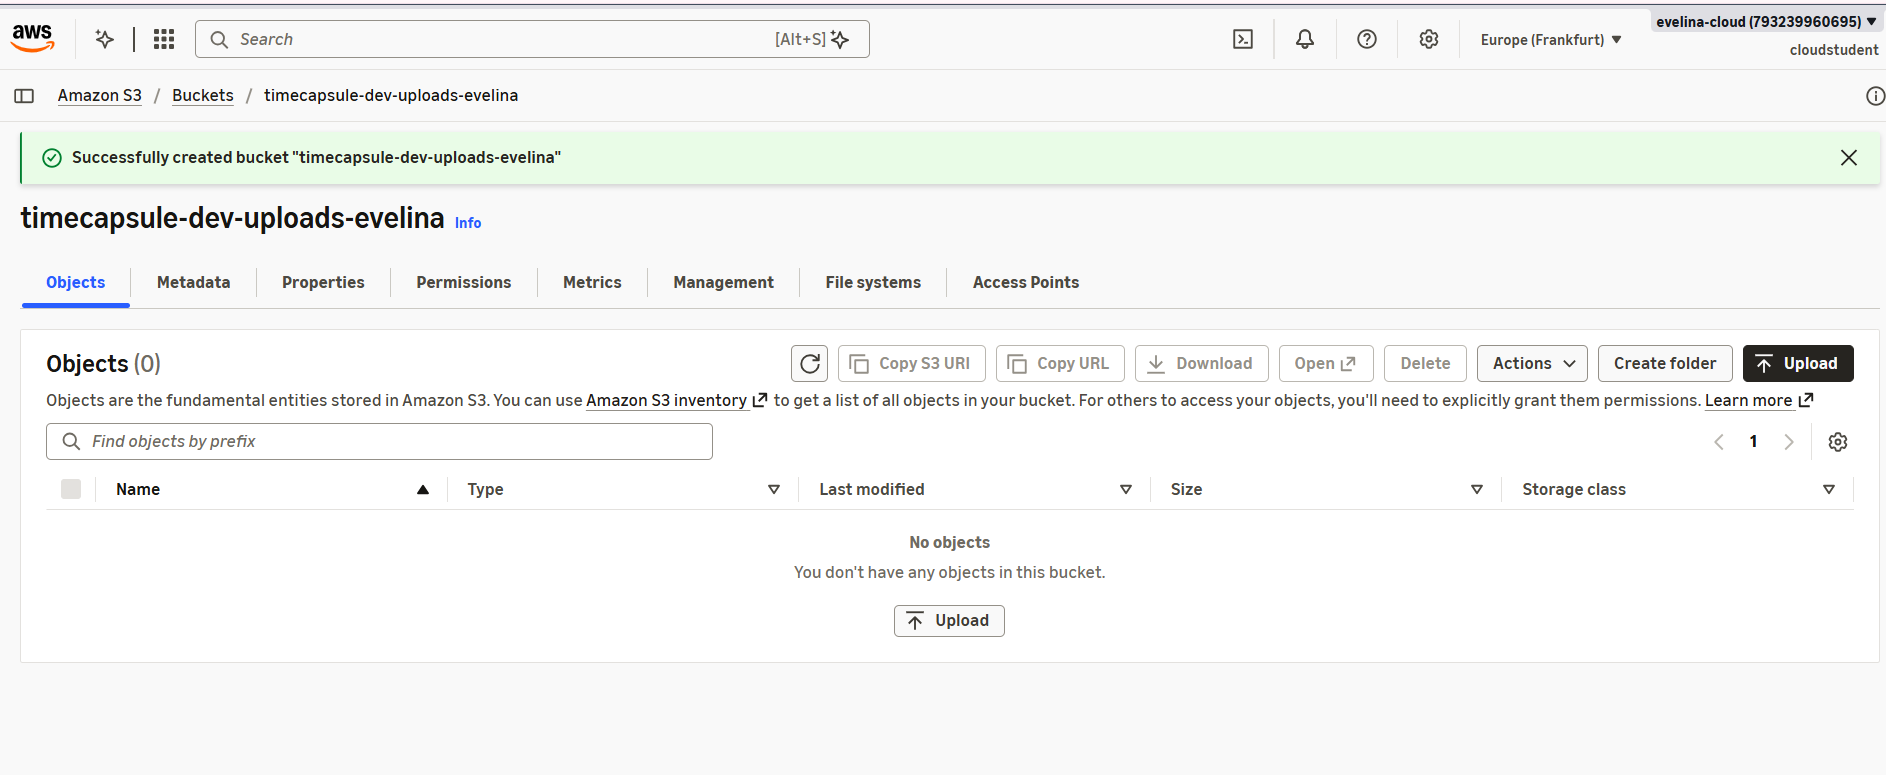 aws
Search [Alt+S]
Europe (Frankfurt)
evelina-cloud (793239960695)
cloudstudent
Amazon S3 / Buckets / timecapsule-dev-uploads-evelina
Successfully created bucket "timecapsule-dev-uploads-evelina"
timecapsule-dev-uploads-evelina Info
Objects Metadata Properties Permissions Metrics Management File systems Access Points
Objects (0) Copy S3 URI Copy URL Download Open Delete Actions Create folder Upload
Objects are the fundamental entities stored in Amazon S3. You can use Amazon S3 inventory to get a list of all objects in your bucket. For others to access your objects, you'll need to explicitly grant them permissions. Learn more
Find objects by prefix 1
Name Type Last modified Size Storage class
No objects
You don't have any objects in this bucket.
Upload